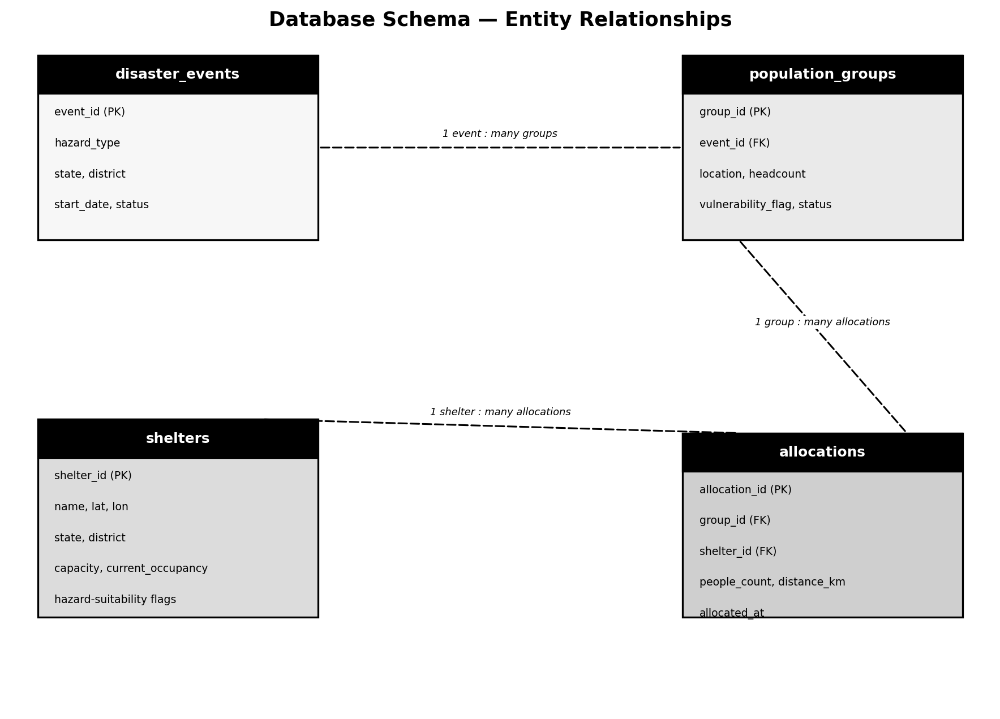 Database Schema — Entity Relationships
disaster_events
event_id (PK)
hazard_type
state, district
start_date, status
1 event : many groups
population_groups
group_id (PK)
event_id (FK)
location, headcount
vulnerability_flag, status
1 group : many allocations
1 shelter : many allocations
shelters
shelter_id (PK)
name, lat, lon
state, district
capacity, current_occupancy
hazard-suitability flags
allocations
allocation_id (PK)
group_id (FK)
shelter_id (FK)
people_count, distance_km
allocated_at